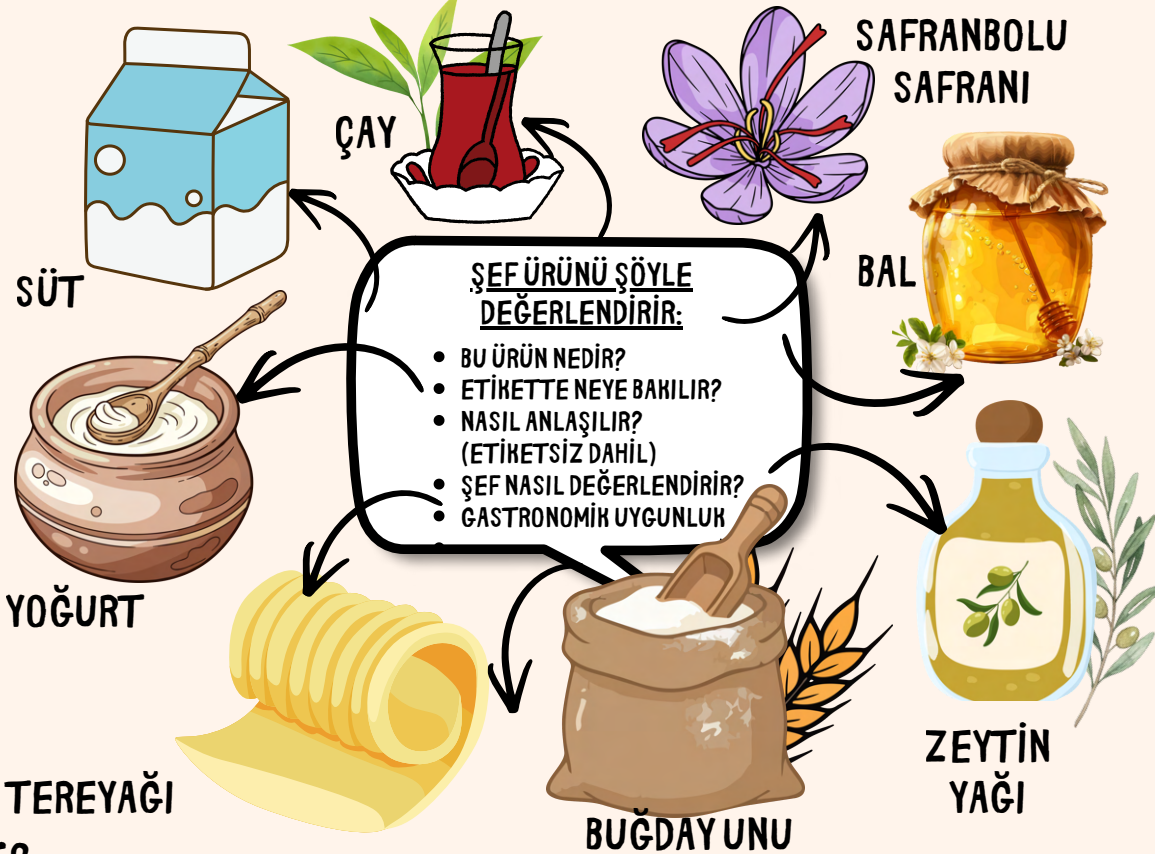 SAFRANBOLU
SAFRANI
ÇAY
BAL
SÜT
ŞEF ÜRÜNÜ ŞÖYLE
DEĞERLENDİRİR:
• BU ÜRÜN NEDİR?
• ETİKETTE NEYE BAKILIR?
• NASIL ANLAŞILIR?
(ETİKETSİZ DAHİL)
• ŞEF NASIL DEĞERLENDİRİR?
• GASTRONOMİK UYGUNLUK
YOĞURT
ZEYTİN
YAĞI
TEREYAĞI
BUĞDAY UNU